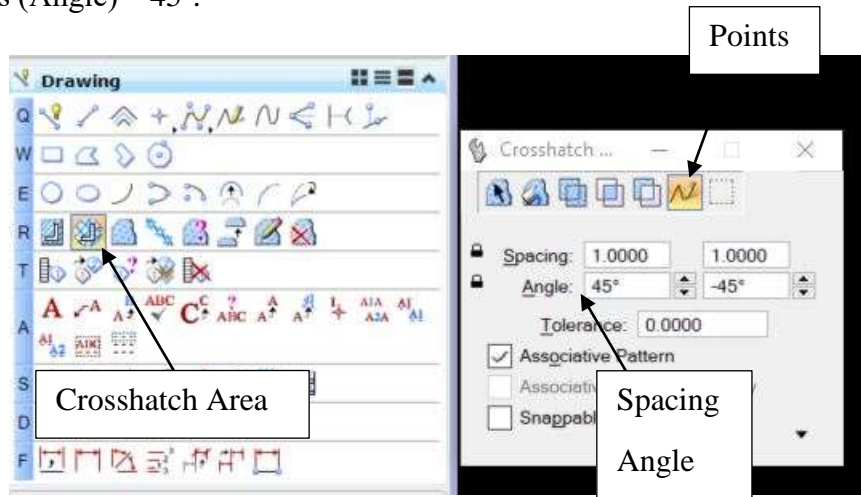 s (Angle) 45 .
Points
Drawing
Q
W
E
R
T
A
S
D
F
Crosshatch ...
Spacing: 1.0000 1.0000
Angle: 45° -45°
Tolerance: 0.0000
Associative Pattern
Associativ
Snappabl
Crosshatch Area
Spacing
Angle